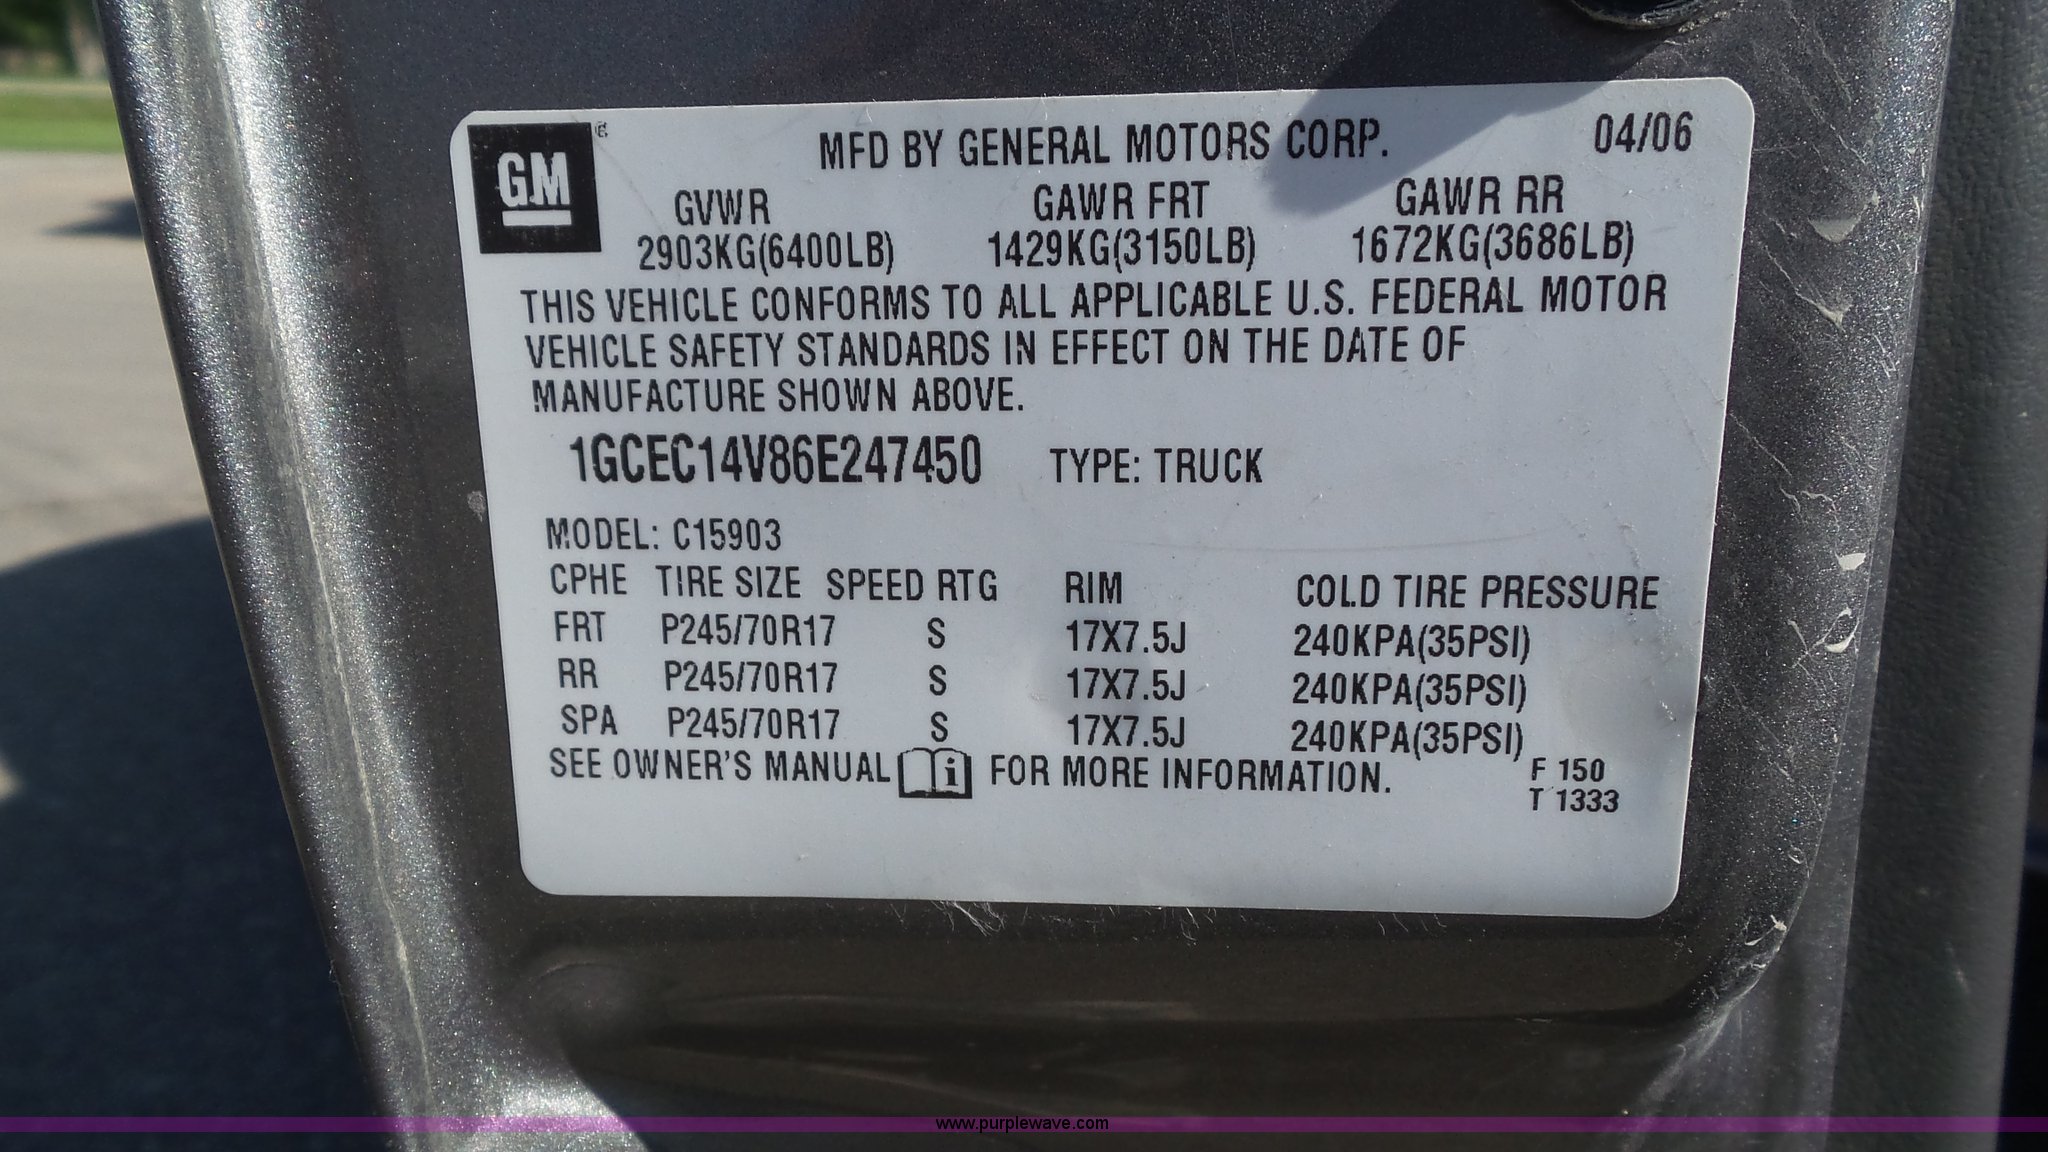 GM ®
MFD BY GENERAL MOTORS CORP. 04/06
GVWR GAWR FRT GAWR RR
2903KG(6400LB) 1429KG(3150LB) 1672KG(3686LB)
THIS VEHICLE CONFORMS TO ALL APPLICABLE U.S. FEDERAL MOTOR
VEHICLE SAFETY STANDARDS IN EFFECT ON THE DATE OF
MANUFACTURE SHOWN ABOVE.
1GCEC14V86E247450 TYPE: TRUCK
MODEL: C15903
CPHE TIRE SIZE SPEED RTG RIM COLD TIRE PRESSURE
FRT P245/70R17 S 17X7.5J 240KPA(35PSI)
RR P245/70R17 S 17X7.5J 240KPA(35PSI)
SPA P245/70R17 S 17X7.5J 240KPA(35PSI)
SEE OWNER'S MANUAL i FOR MORE INFORMATION.
F 150
T 1333
www.purplewave.com